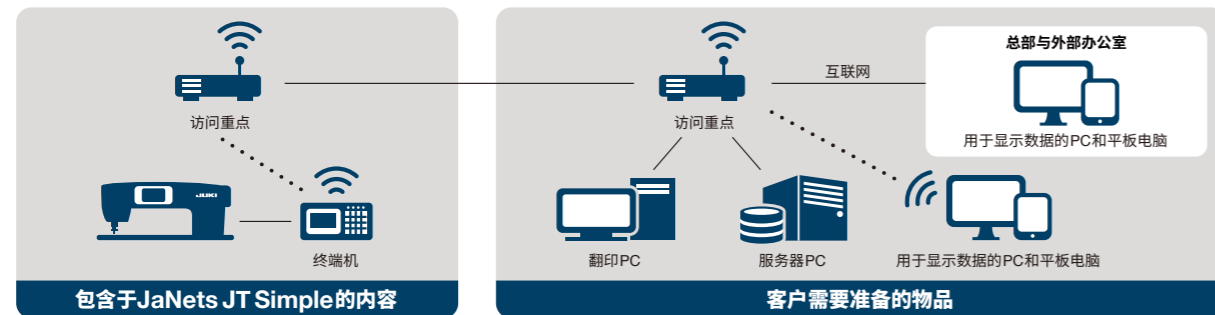 访问重点
JUKI
终端机
包含于JaNets JT Simple的内容
访问重点
互联网
总部与外部办公室
用于显示数据的PC和平板电脑
翻印PC
服务器PC
用于显示数据的PC和平板电脑
客户需要准备的物品